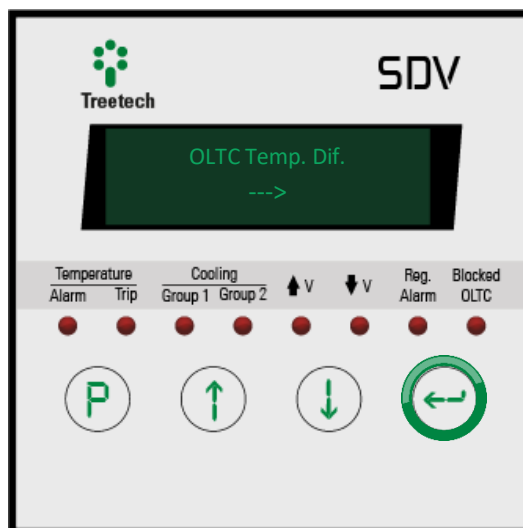 Treetech
SDV
OLTC Temp. Dif.
--->
Temperature
Alarm Trip
Cooling
Group 1 Group 2
V
V
Reg.
Alarm
Blocked
OLTC
P